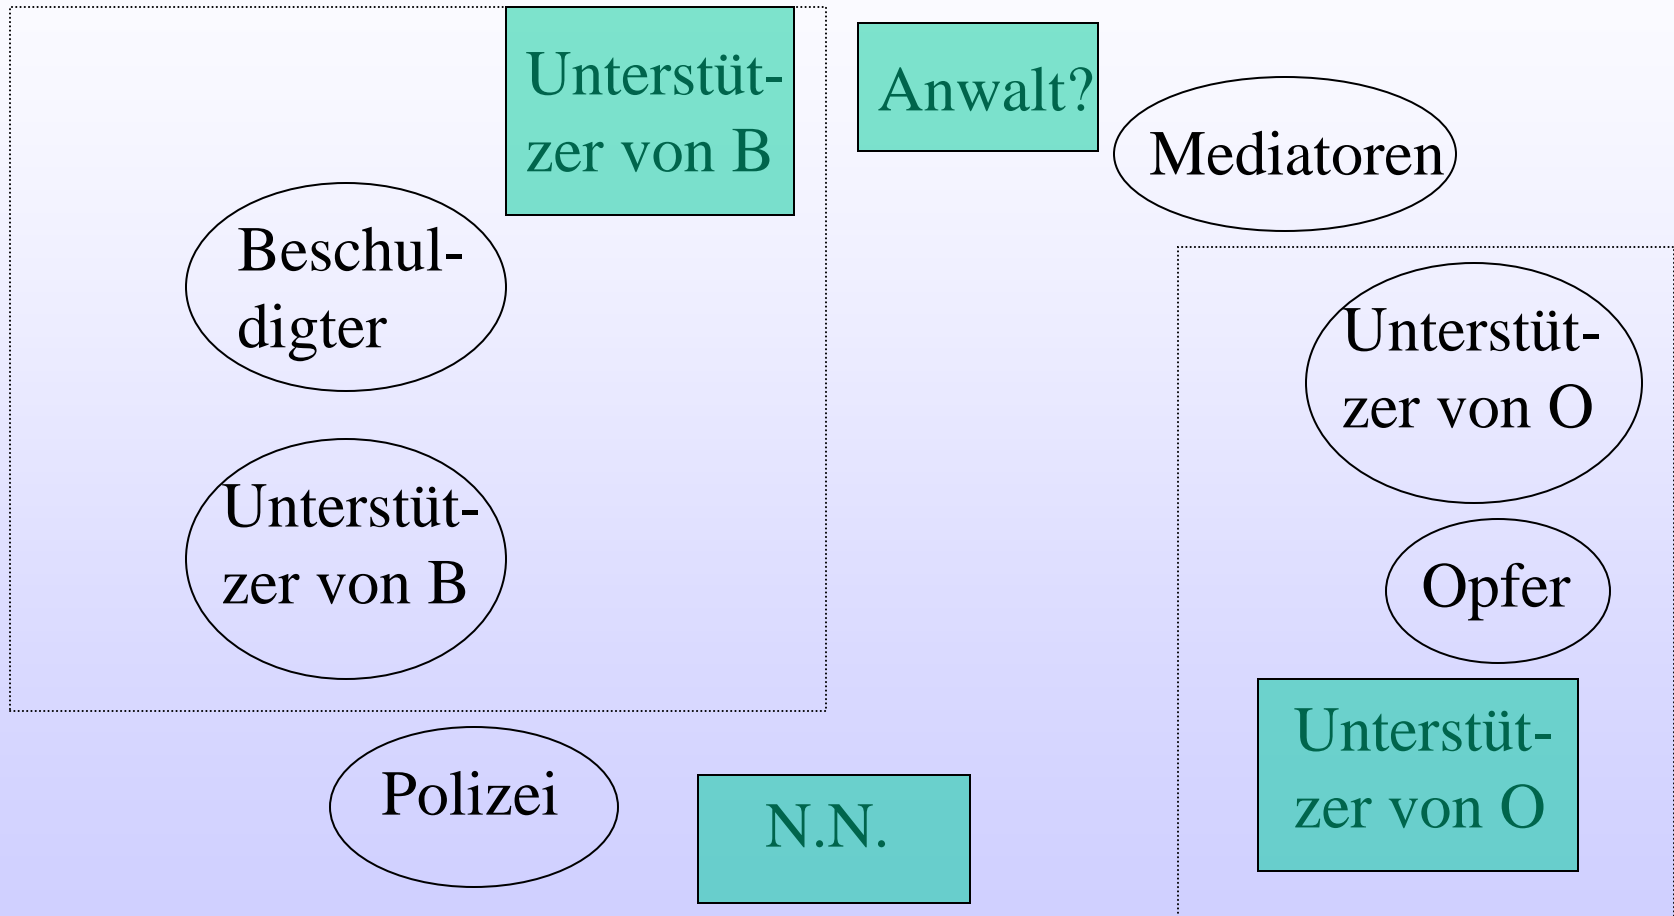 Unterstüt-
zer von B
Anwalt?
Mediatoren
Beschul-
digter
Unterstüt-
zer von O
Unterstüt-
zer von B
Opfer
Polizei
N.N.
Unterstüt-
zer von O